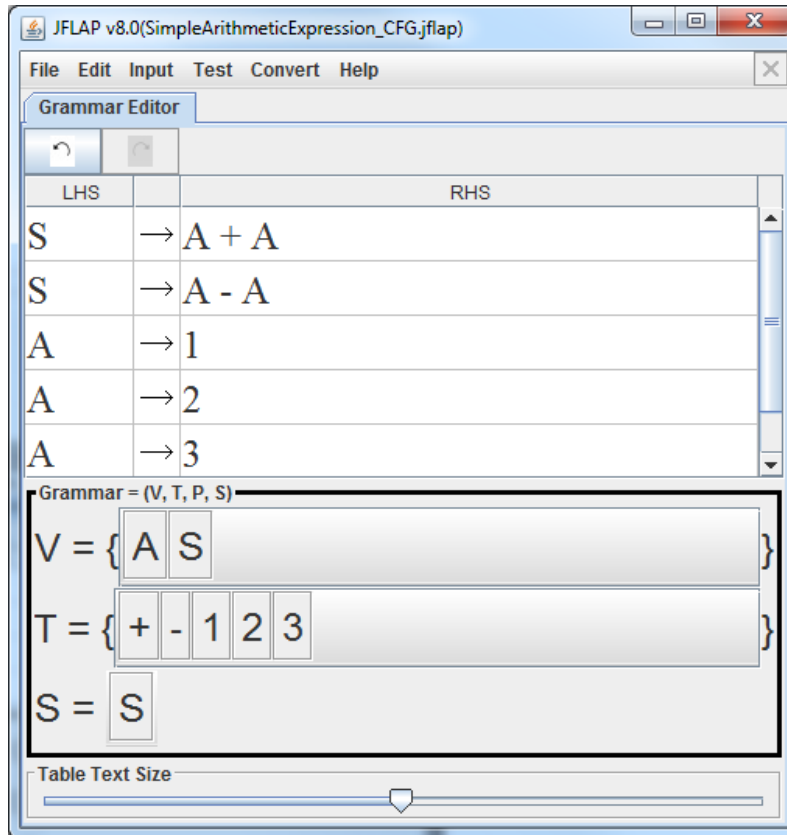 JFLAP v8.0(SimpleArithmeticExpression_CFG.jflap)
File Edit Input Test Convert Help
Grammar Editor
LHS RHS
S → A + A
S → A - A
A → 1
A → 2
A → 3
Grammar = (V, T, P, S)
V = { A S }
T = { + - 1 2 3 }
S = S
Table Text Size